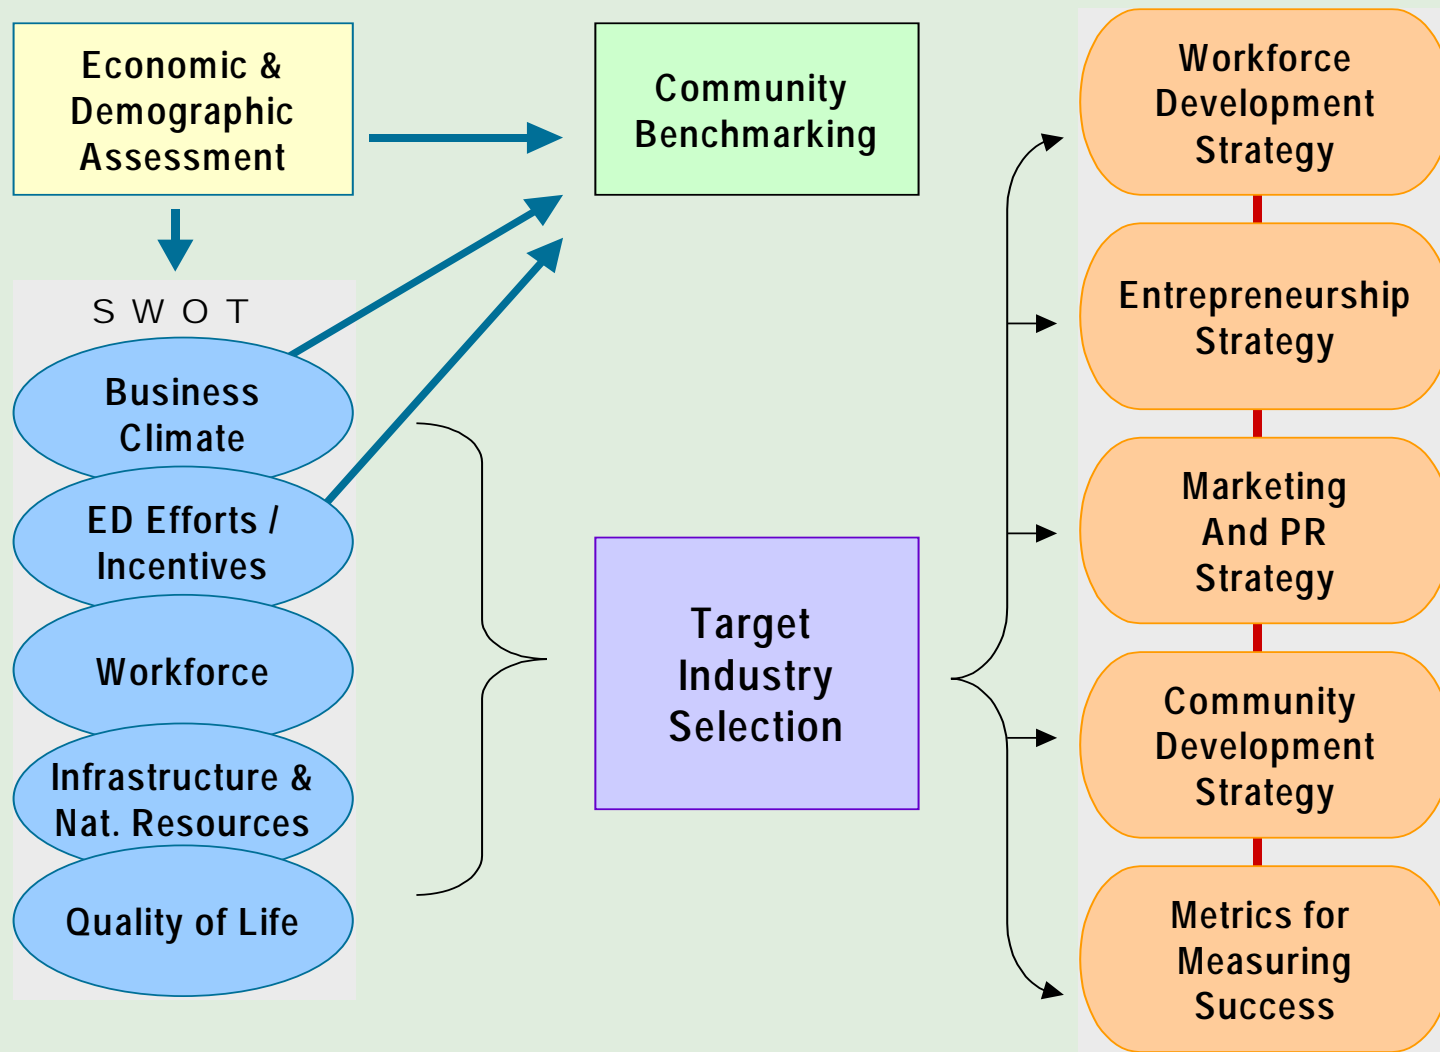 Economic &
Demographic
Assessment
Community
Benchmarking
Workforce
Development
Strategy
Entrepreneurship
Strategy
S W O T
Business
Climate
ED Efforts /
Incentives
Workforce
Infrastructure &
Nat. Resources
Quality of Life
Target
Industry
Selection
Marketing
And PR
Strategy
Community
Development
Strategy
Metrics for
Measuring
Success